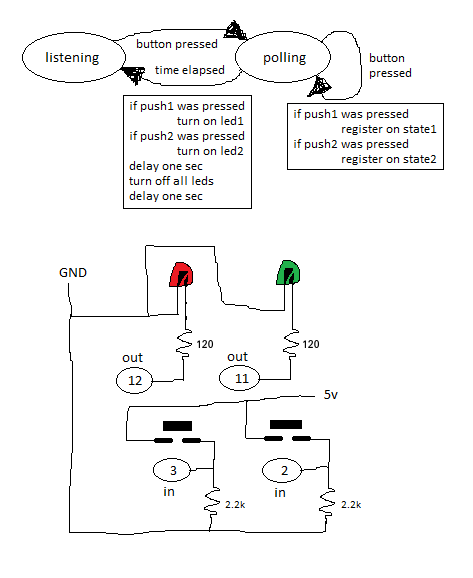 listening
button pressed
time elapsed
polling
button
pressed
if push1 was pressed
turn on led1
if push2 was pressed
turn on led2
delay one sec
turn off all leds
delay one sec
if push1 was pressed
register on state1
if push2 was pressed
register on state2
GND
120
120
out
12
out
11
5v
3
in
2
in
2.2k
2.2k